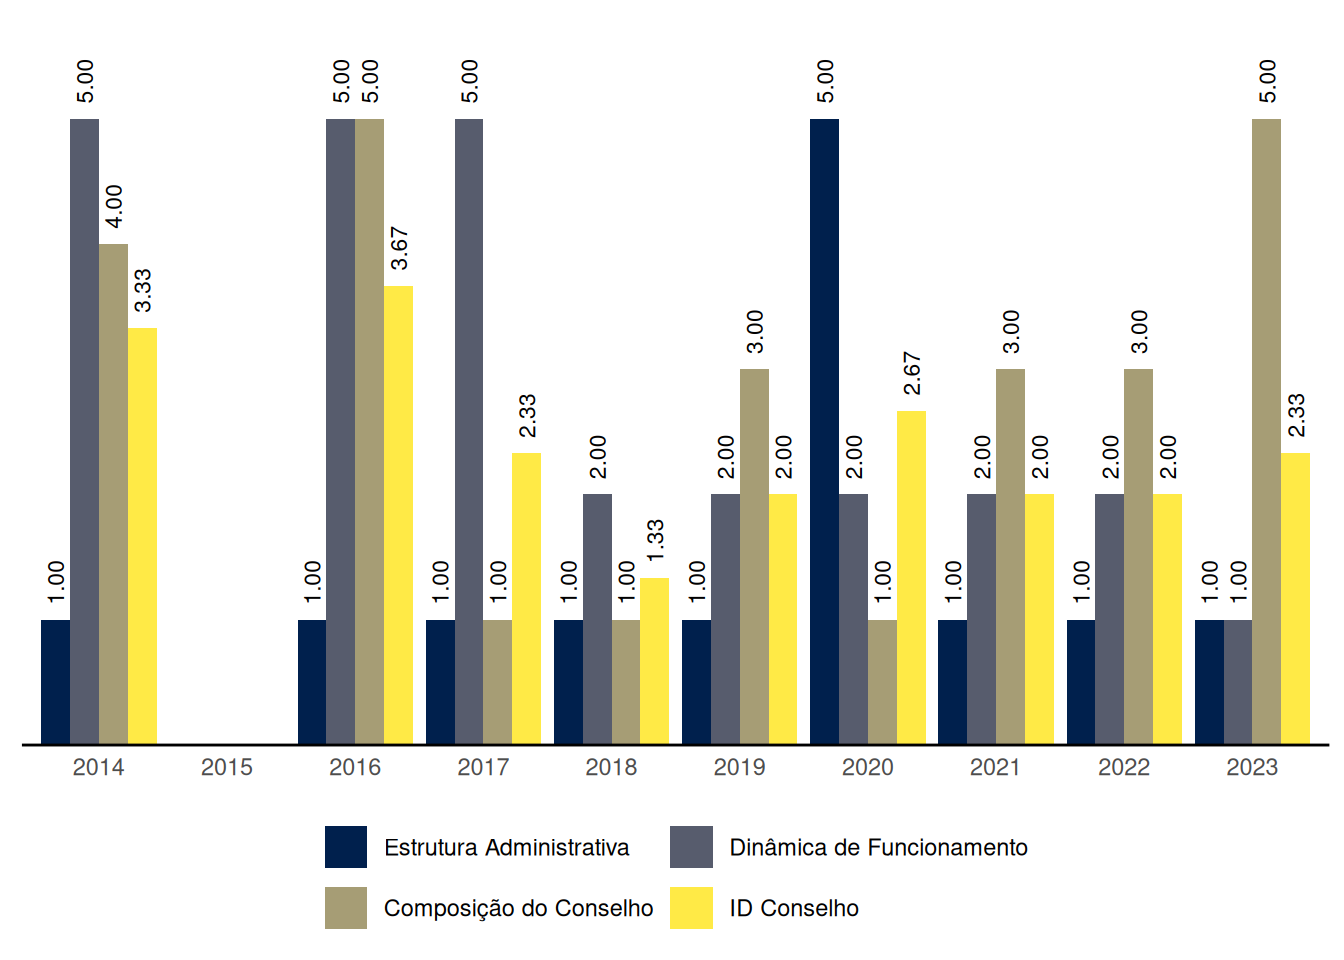 5.00 5.00 5.00 5.00 5.00 5.00
4.00
3.67
3.33
3.00 3.00 3.00
2.67
2.33 2.33
2.00 2.00 2.00 2.00 2.00 2.00 2.00 2.00
1.33
1.00 1.00 1.00 1.00 1.00 1.00 1.00 1.00 1.00 1.00 1.00 1.00
2014 2015 2016 2017 2018 2019 2020 2021 2022 2023
Estrutura Administrativa Dinâmica de Funcionamento
Composição do Conselho ID Conselho